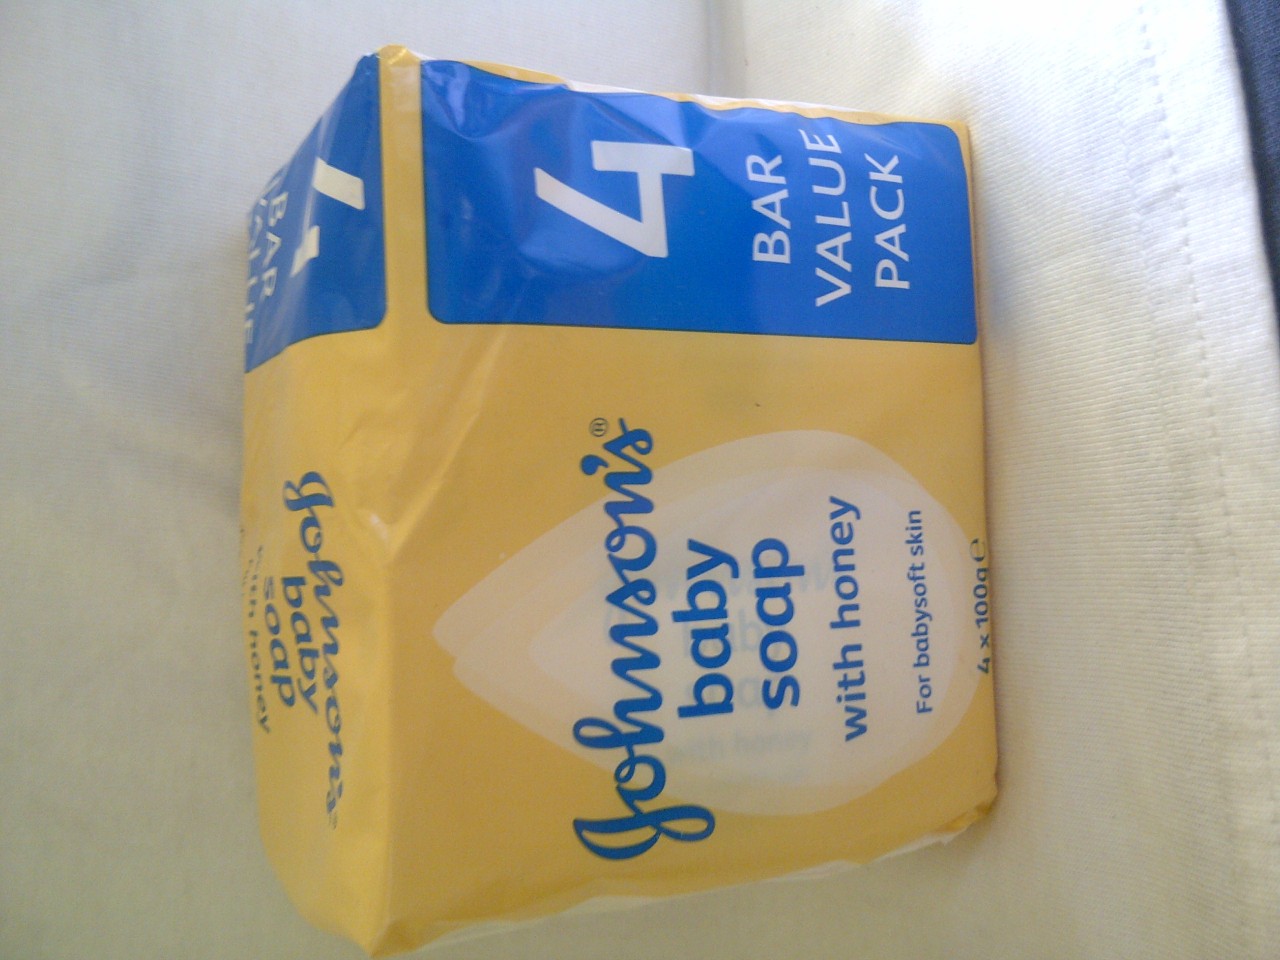 Johnson's®
baby
soap
with honey
For babysoft skin
4 x 100g e
4
BAR
VALUE
PACK
Johnson's
baby
soap
with honey
4
BAR
VALUE